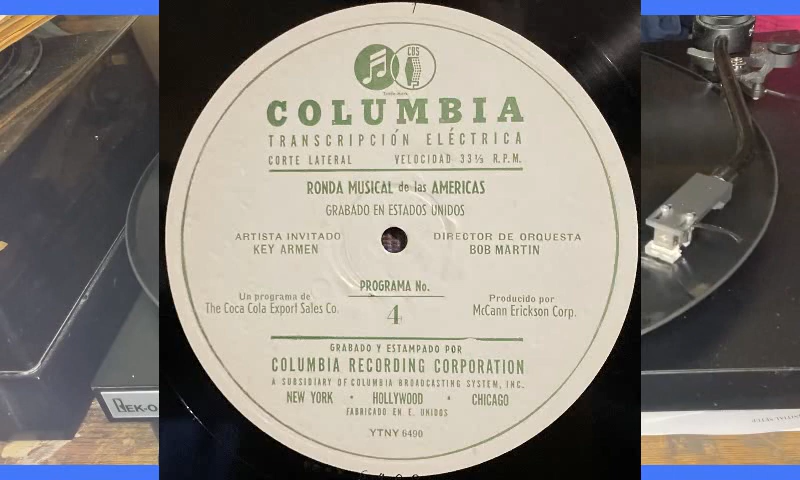 CBS
COLUMBIA
TRANSCRIPCIÓN ELÉCTRICA
CORTE LATERAL VELOCIDAD 33⅓ R.P.M.
RONDA MUSICAL de las AMERICAS
GRABADO EN ESTADOS UNIDOS
ARTISTA INVITADO DIRECTOR DE ORQUESTA
KEY ARMEN BOB MARTIN
PROGRAMA No.
Un programa de Producido por
The Coca Cola Export Sales Co. 4 McCann Erickson Corp.
GRABADO Y ESTAMPADO POR
COLUMBIA RECORDING CORPORATION
A SUBSIDIARY OF COLUMBIA BROADCASTING SYSTEM, INC.
NEW YORK • HOLLYWOOD • CHICAGO
FABRICADO EN E. UNIDOS
YTNY 6490